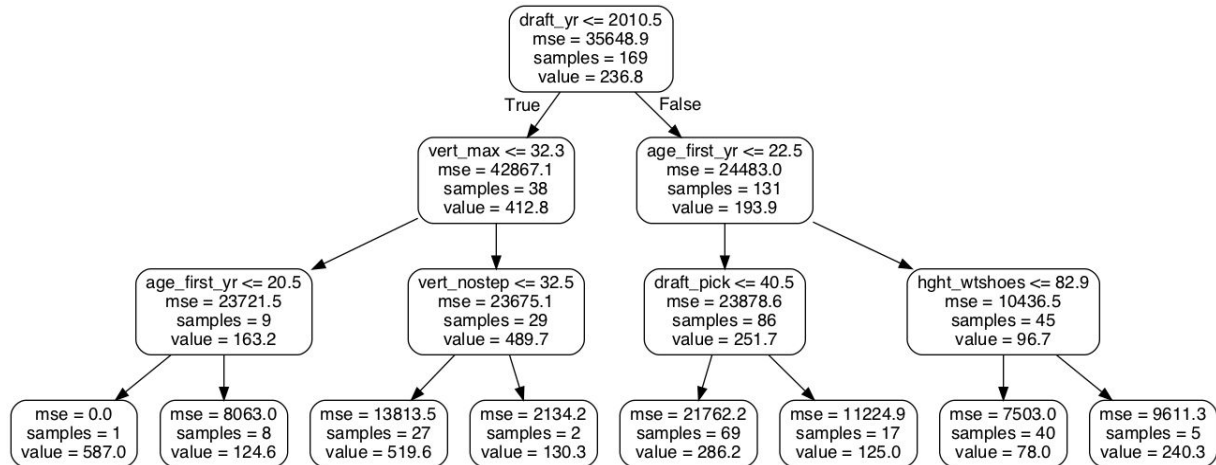 draft_yr <= 2010.5
mse = 35648.9
samples = 169
value = 236.8
True
False
vert_max <= 32.3
mse = 42867.1
samples = 38
value = 412.8
age_first_yr <= 22.5
mse = 24483.0
samples = 131
value = 193.9
age_first_yr <= 20.5
mse = 23721.5
samples = 9
value = 163.2
vert_nostep <= 32.5
mse = 23675.1
samples = 29
value = 489.7
draft_pick <= 40.5
mse = 23878.6
samples = 86
value = 251.7
hght_wtshoes <= 82.9
mse = 10436.5
samples = 45
value = 96.7
mse = 0.0
samples = 1
value = 587.0
mse = 8063.0
samples = 8
value = 124.6
mse = 13813.5
samples = 27
value = 519.6
mse = 2134.2
samples = 2
value = 130.3
mse = 21762.2
samples = 69
value = 286.2
mse = 11224.9
samples = 17
value = 125.0
mse = 7503.0
samples = 40
value = 78.0
mse = 9611.3
samples = 5
value = 240.3